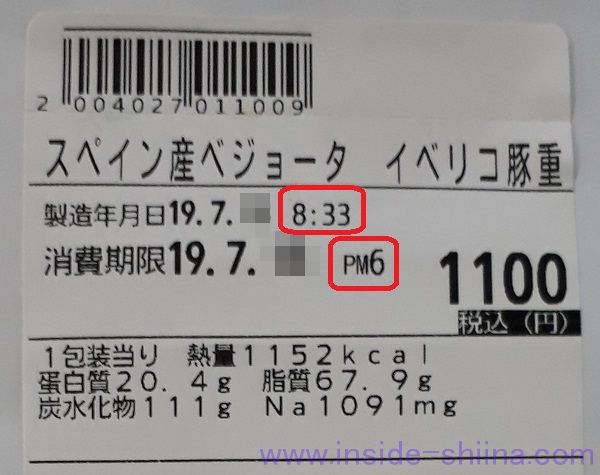 2 004027 011009
スペイン産ベジョータ イベリコ豚重
製造年月日19.7. 8:33
消費期限19.7. PM6
1100
税込(円)
1包装当り 熱量1152kcal
蛋白質20.4g 脂質67.9g
炭水化物111g Na1091mg
www.inside-shiina.com